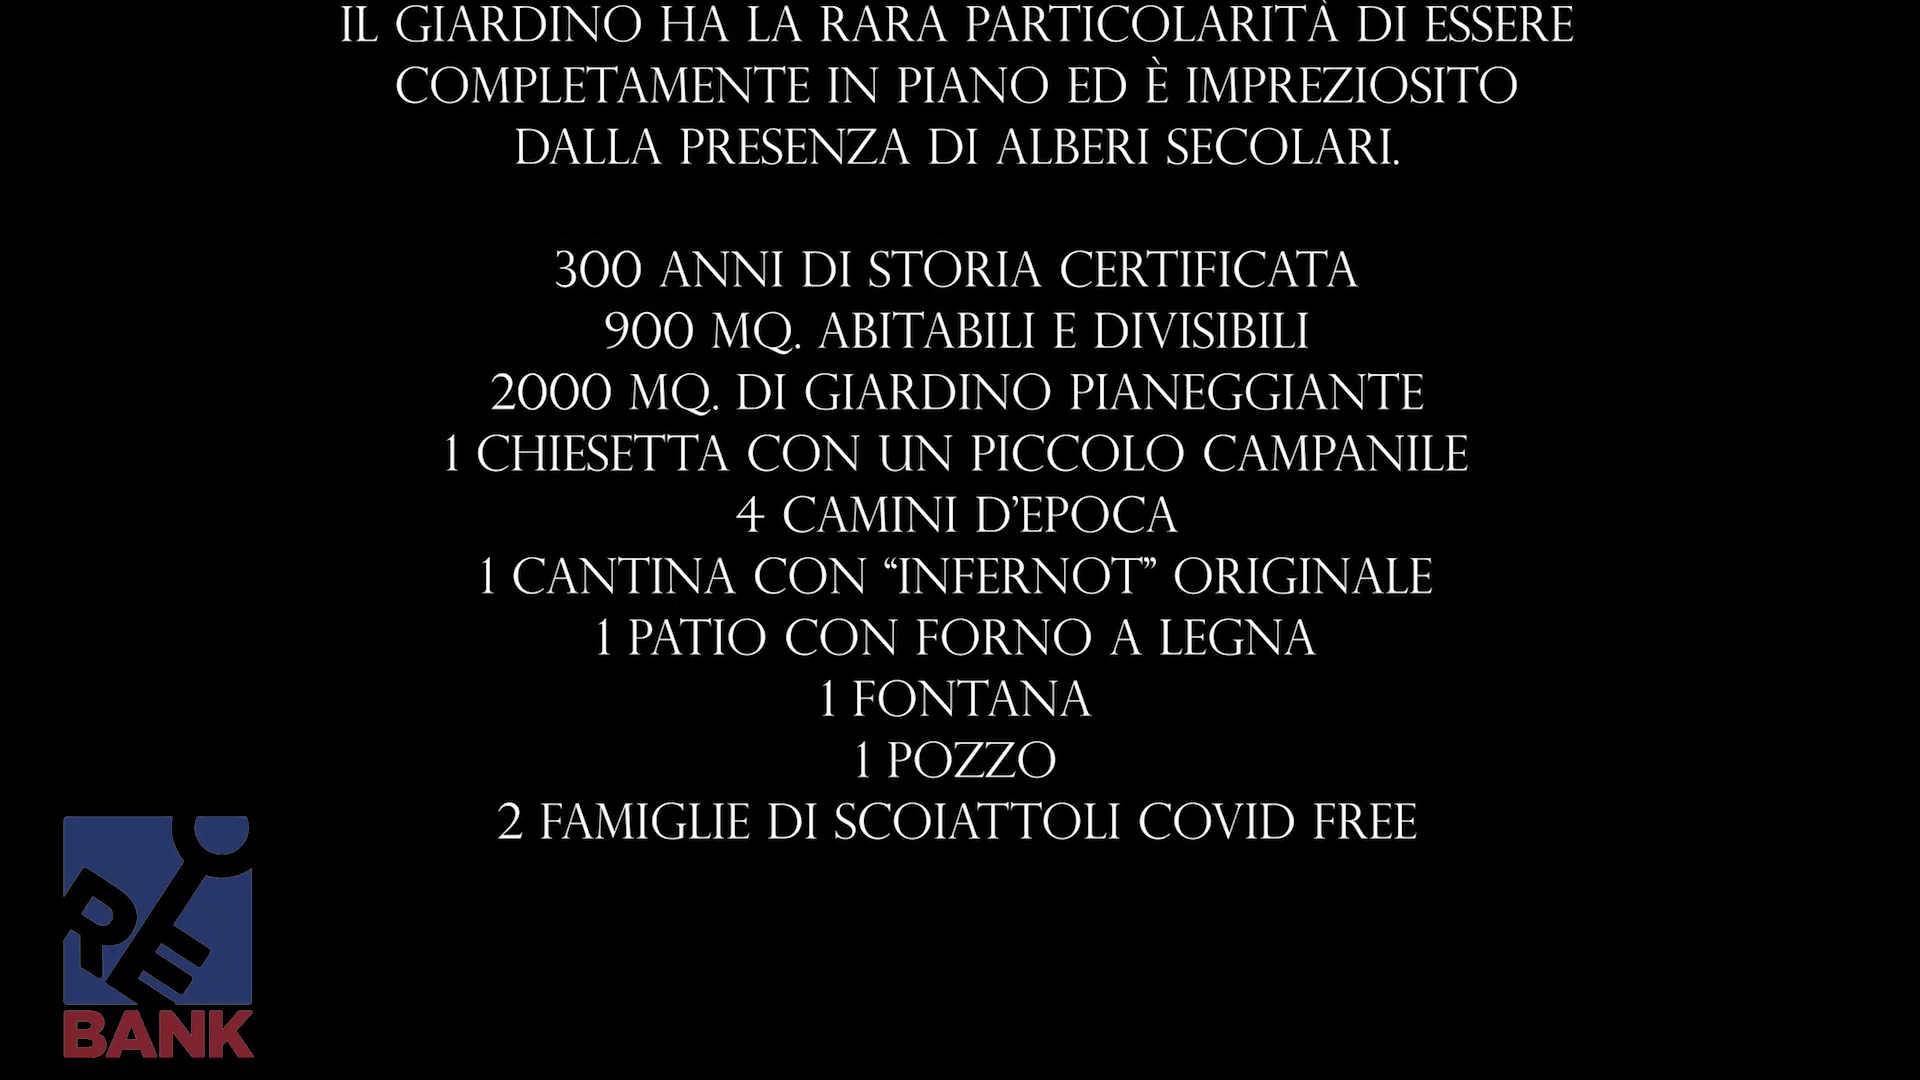 IL GIARDINO HA LA RARA PARTICOLARITÀ DI ESSERE
COMPLETAMENTE IN PIANO ED È IMPREZIOSITO
DALLA PRESENZA DI ALBERI SECOLARI.
300 ANNI DI STORIA CERTIFICATA
900 MQ. ABITABILI E DIVISIBILI
2000 MQ. DI GIARDINO PIANEGGIANTE
1 CHIESETTA CON UN PICCOLO CAMPANILE
4 CAMINI D’EPOCA
1 CANTINA CON “INFERNOT” ORIGINALE
1 PATIO CON FORNO A LEGNA
1 FONTANA
1 POZZO
2 FAMIGLIE DI SCOIATTOLI COVID FREE
RE
BANK